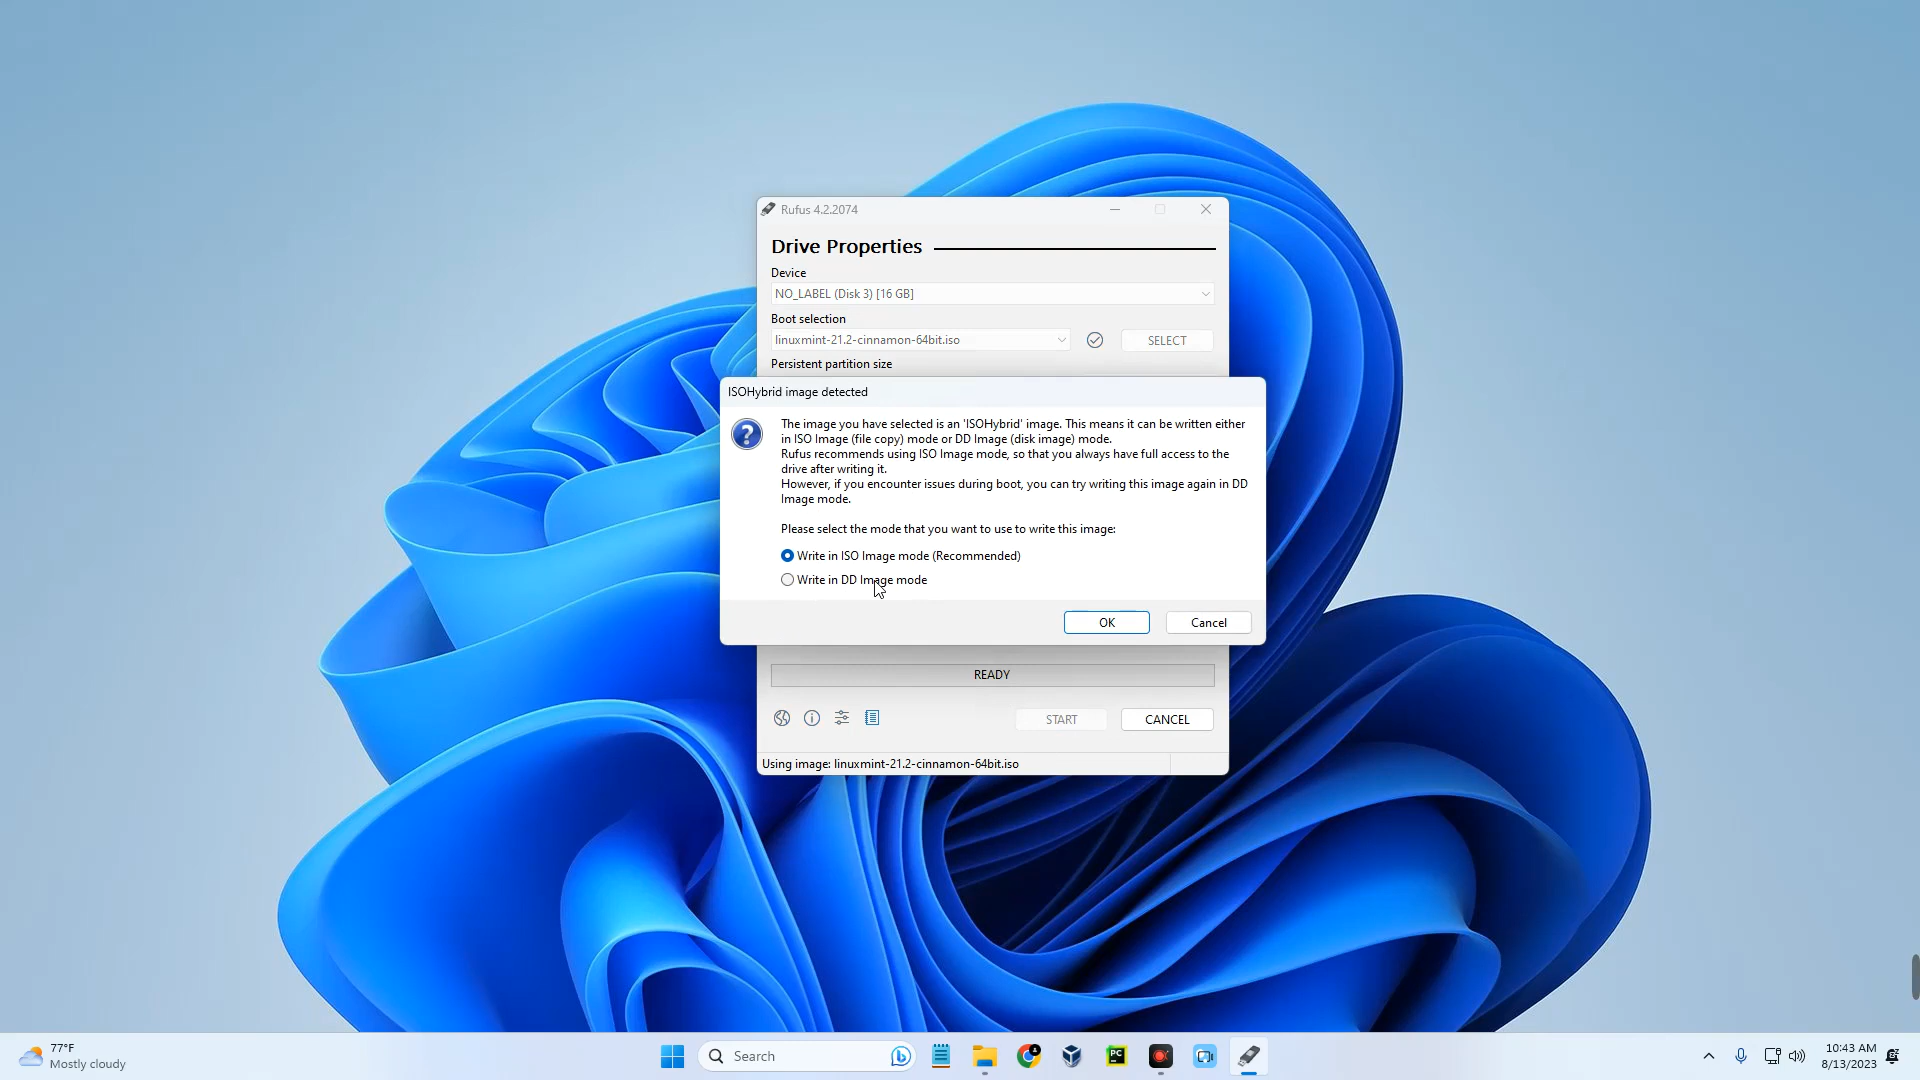 Rufus 4.2.2074
Drive Properties
Device
NO_LABEL (Disk 3) [16 GB]
Boot selection
linuxmint-21.2-cinnamon-64bit.iso
SELECT
Persistent partition size
ISOHybrid image detected
The image you have selected is an 'ISOHybrid' image. This means it can be written either
in ISO Image (file copy) mode or DD Image (disk image) mode.
Rufus recommends using ISO Image mode, so that you always have full access to the
drive after writing it.
However, if you encounter issues during boot, you can try writing this image again in DD
Image mode.
Please select the mode that you want to use to write this image:
Write in ISO Image mode (Recommended)
Write in DD Image mode
OK
Cancel
READY
START
CANCEL
Using image: linuxmint-21.2-cinnamon-64bit.iso
77°F
Mostly cloudy
Search
PC
10:43 AM
8/13/2023